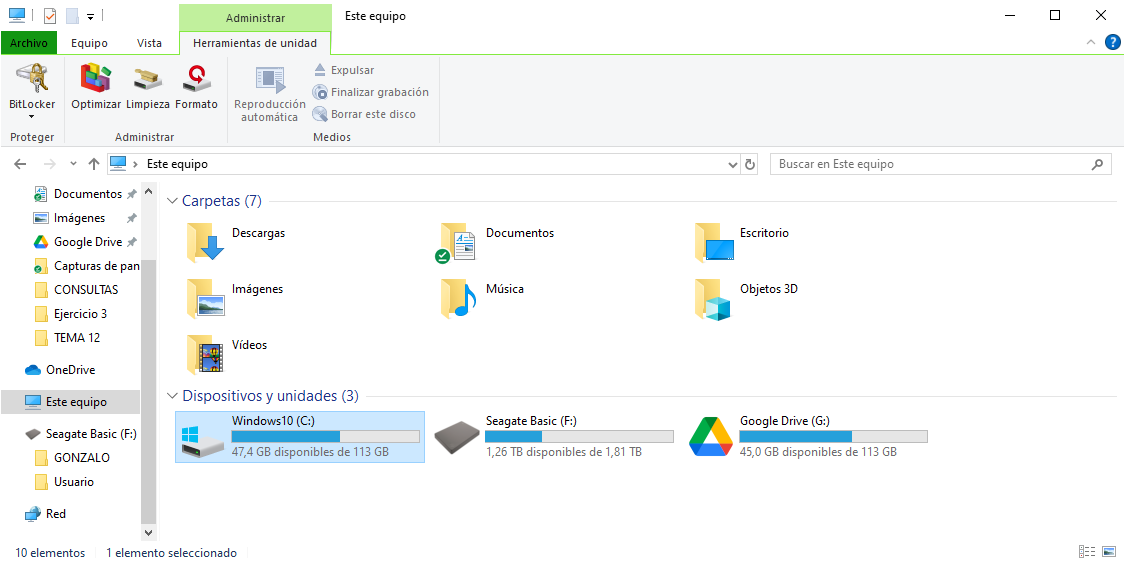 Administrar
Este equipo
Archivo
Equipo
Vista
Herramientas de unidad
?
BitLocker
Optimizar
Limpieza
Formato
Reproducción
automática
Expulsar
Finalizar grabación
Borrar este disco
Proteger
Administrar
Medios
Este equipo
Buscar en Este equipo
Documentos
Imágenes
Google Drive
Capturas de pan
CONSULTAS
Ejercicio 3
TEMA 12
OneDrive
Este equipo
Seagate Basic (F:)
GONZALO
Usuario
Red
Carpetas (7)
Descargas
Documentos
Escritorio
Imágenes
Música
Objetos 3D
Vídeos
Dispositivos y unidades (3)
Windows10 (C:)
47,4 GB disponibles de 113 GB
Seagate Basic (F:)
1,26 TB disponibles de 1,81 TB
Google Drive (G:)
45,0 GB disponibles de 113 GB
10 elementos
1 elemento seleccionado